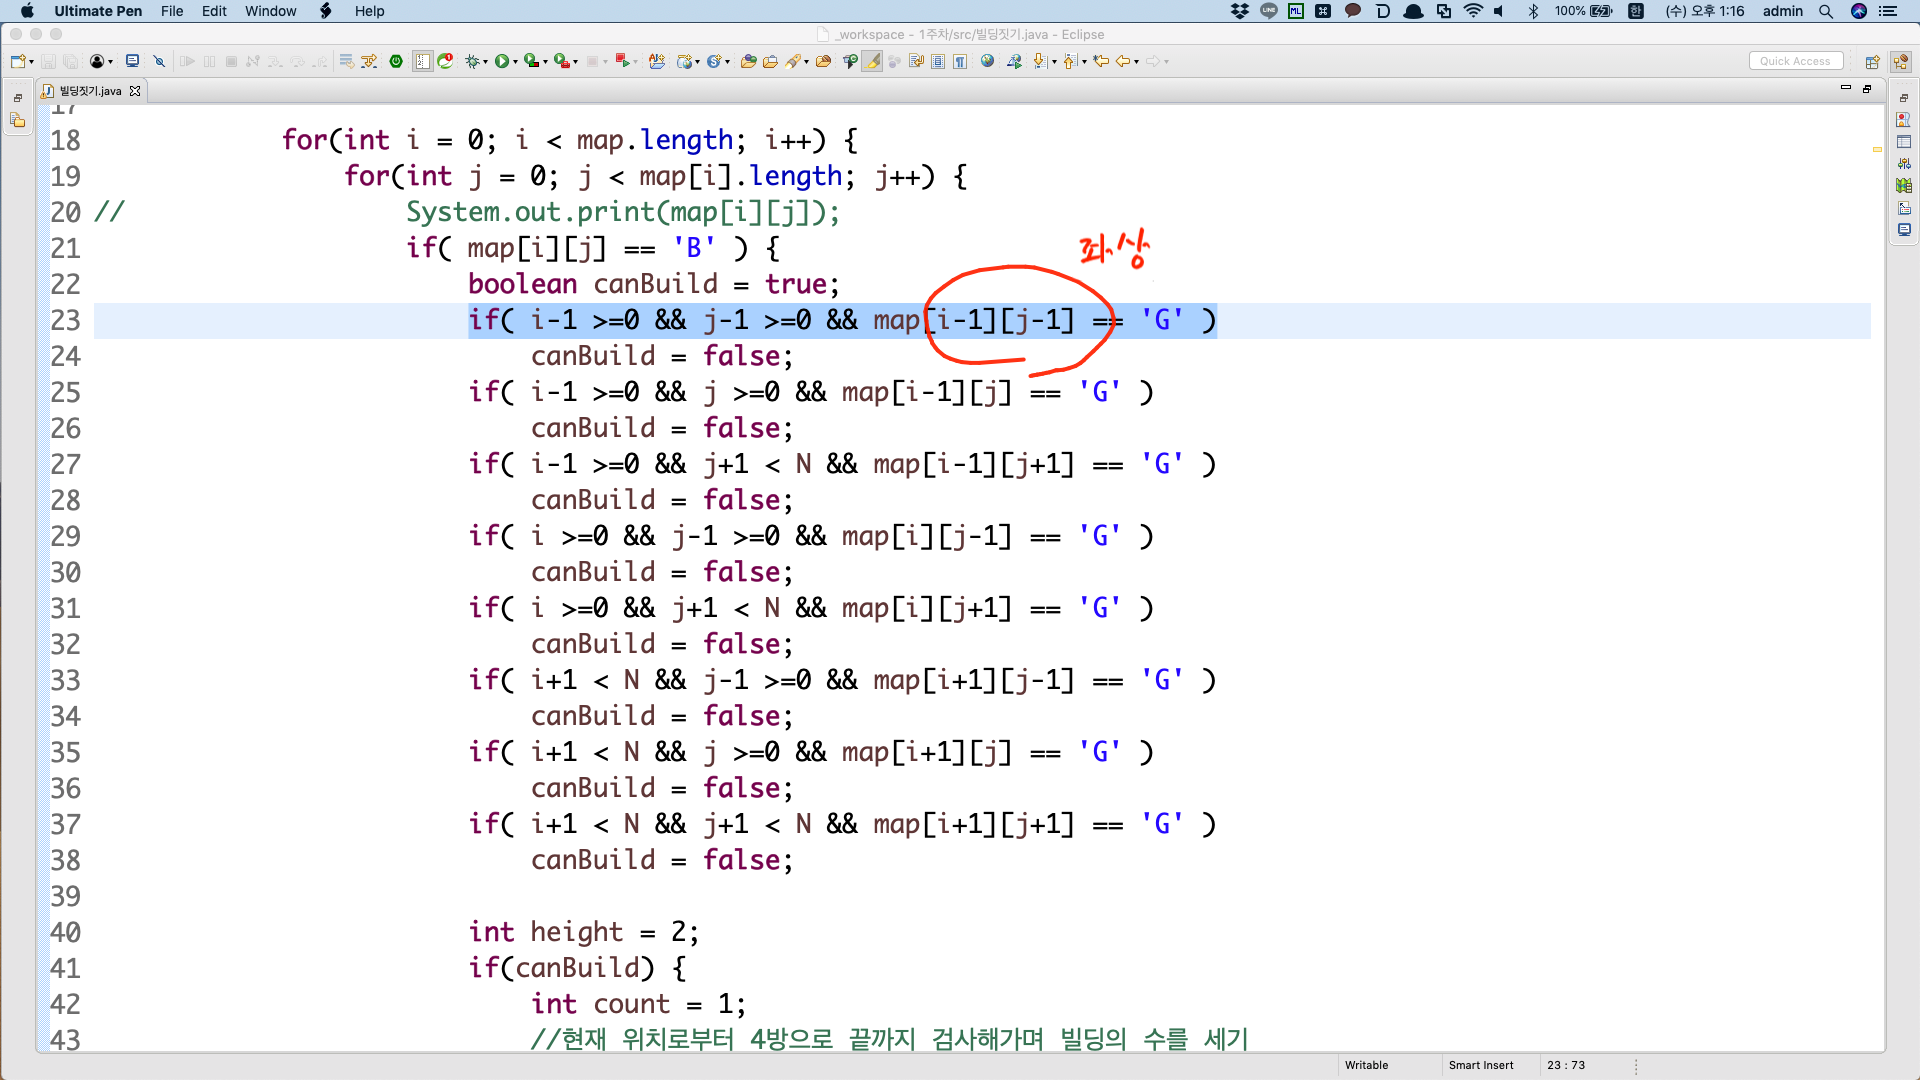 Ultimate Pen File Edit Window Help 100% (수) 오후 1:16 admin
_workspace - 1주차/src/빌딩짓기.java - Eclipse
Quick Access
빌딩짓기.java
17
18 for(int i = 0; i < map.length; i++) {
19 for(int j = 0; j < map[i].length; j++) {
20 // System.out.print(map[i][j]);
21 if( map[i][j] == 'B' ) {
좌상
22 boolean canBuild = true;
23 if( i-1 >=0 && j-1 >=0 && map[i-1][j-1] == 'G' )
24 canBuild = false;
25 if( i-1 >=0 && j >=0 && map[i-1][j] == 'G' )
26 canBuild = false;
27 if( i-1 >=0 && j+1 < N && map[i-1][j+1] == 'G' )
28 canBuild = false;
29 if( i >=0 && j-1 >=0 && map[i][j-1] == 'G' )
30 canBuild = false;
31 if( i >=0 && j+1 < N && map[i][j+1] == 'G' )
32 canBuild = false;
33 if( i+1 < N && j-1 >=0 && map[i+1][j-1] == 'G' )
34 canBuild = false;
35 if( i+1 < N && j >=0 && map[i+1][j] == 'G' )
36 canBuild = false;
37 if( i+1 < N && j+1 < N && map[i+1][j+1] == 'G' )
38 canBuild = false;
39
40 int height = 2;
41 if(canBuild) {
42 int count = 1;
43 //현재 위치로부터 4방으로 끝까지 검사해가며 빌딩의 수를 세기
Writable Smart Insert 23 : 73